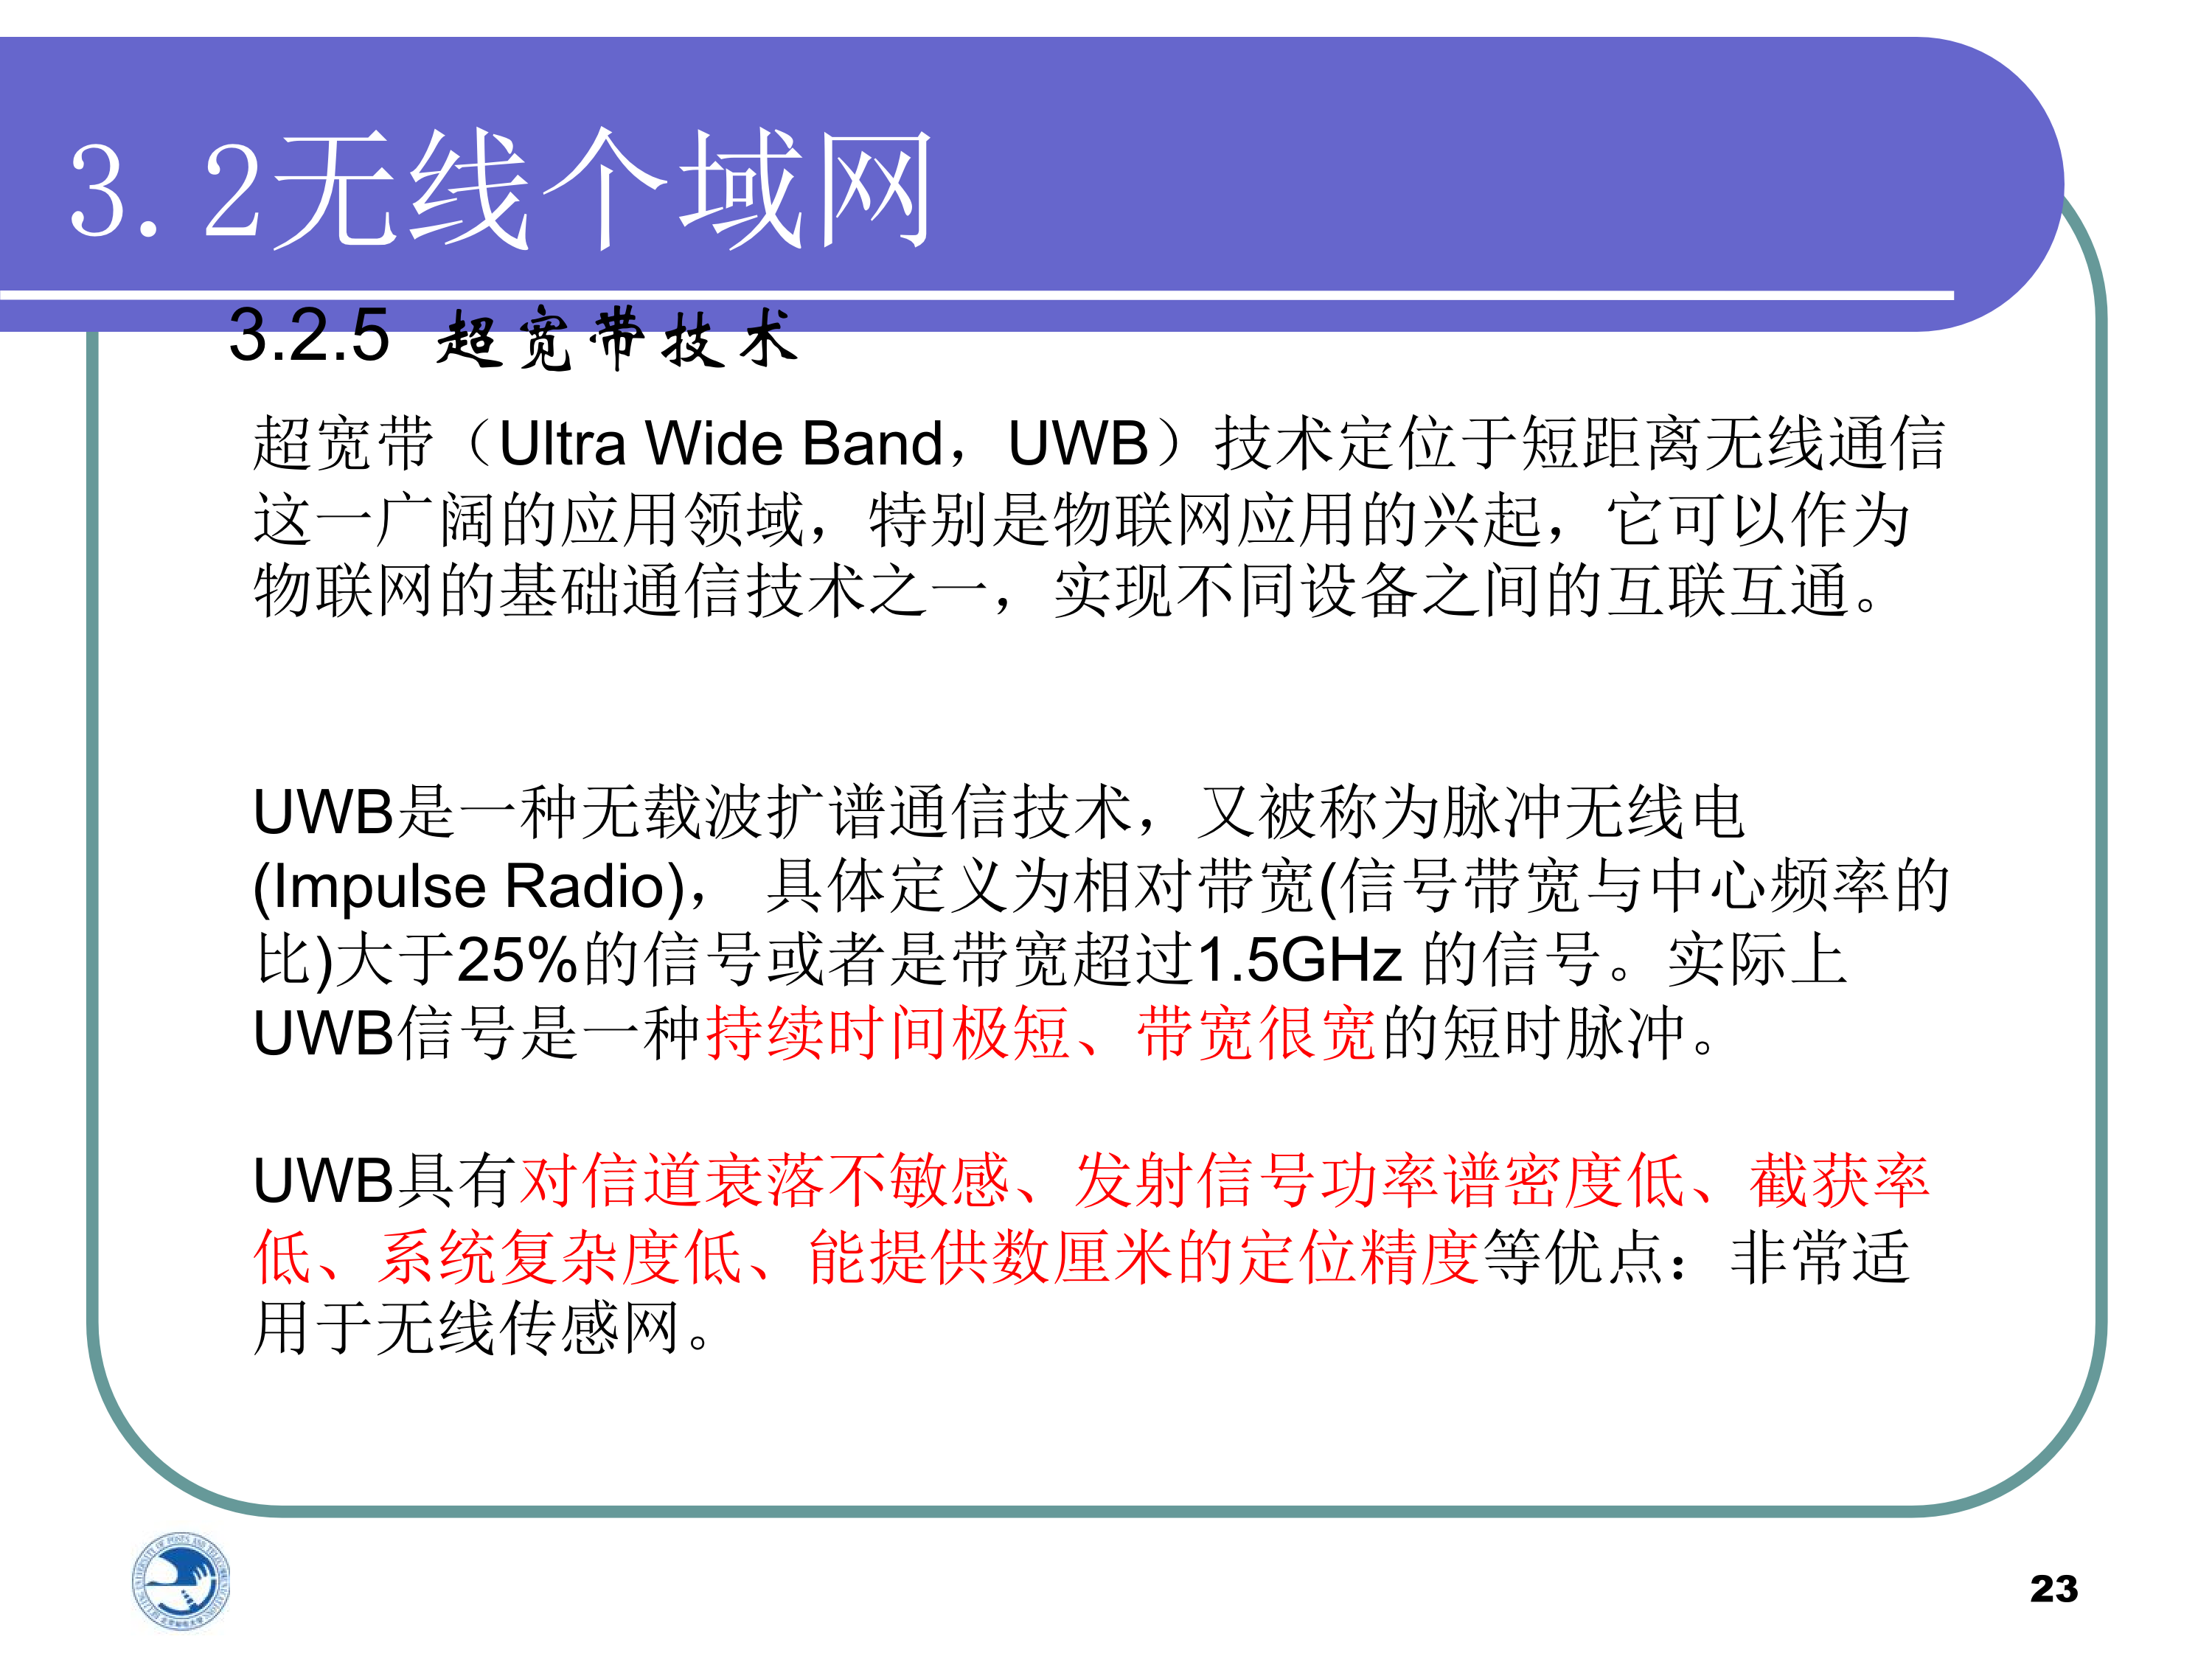 3.2无线个域网
3.2.5 超宽带技术
超宽带（Ultra Wide Band，UWB）技术定位于短距离无线通信
这一广阔的应用领域，特别是物联网应用的兴起，它可以作为
物联网的基础通信技术之一，实现不同设备之间的互联互通。
UWB是一种无载波扩谱通信技术，又被称为脉冲无线电
(Impulse Radio)， 具体定义为相对带宽(信号带宽与中心频率的
比)大于25%的信号或者是带宽超过1.5GHz 的信号。实际上
UWB信号是一种持续时间极短、带宽很宽的短时脉冲。
UWB具有对信道衰落不敏感、发射信号功率谱密度低、截获率
低、系统复杂度低、能提供数厘米的定位精度等优点：非常适
用于无线传感网。
23